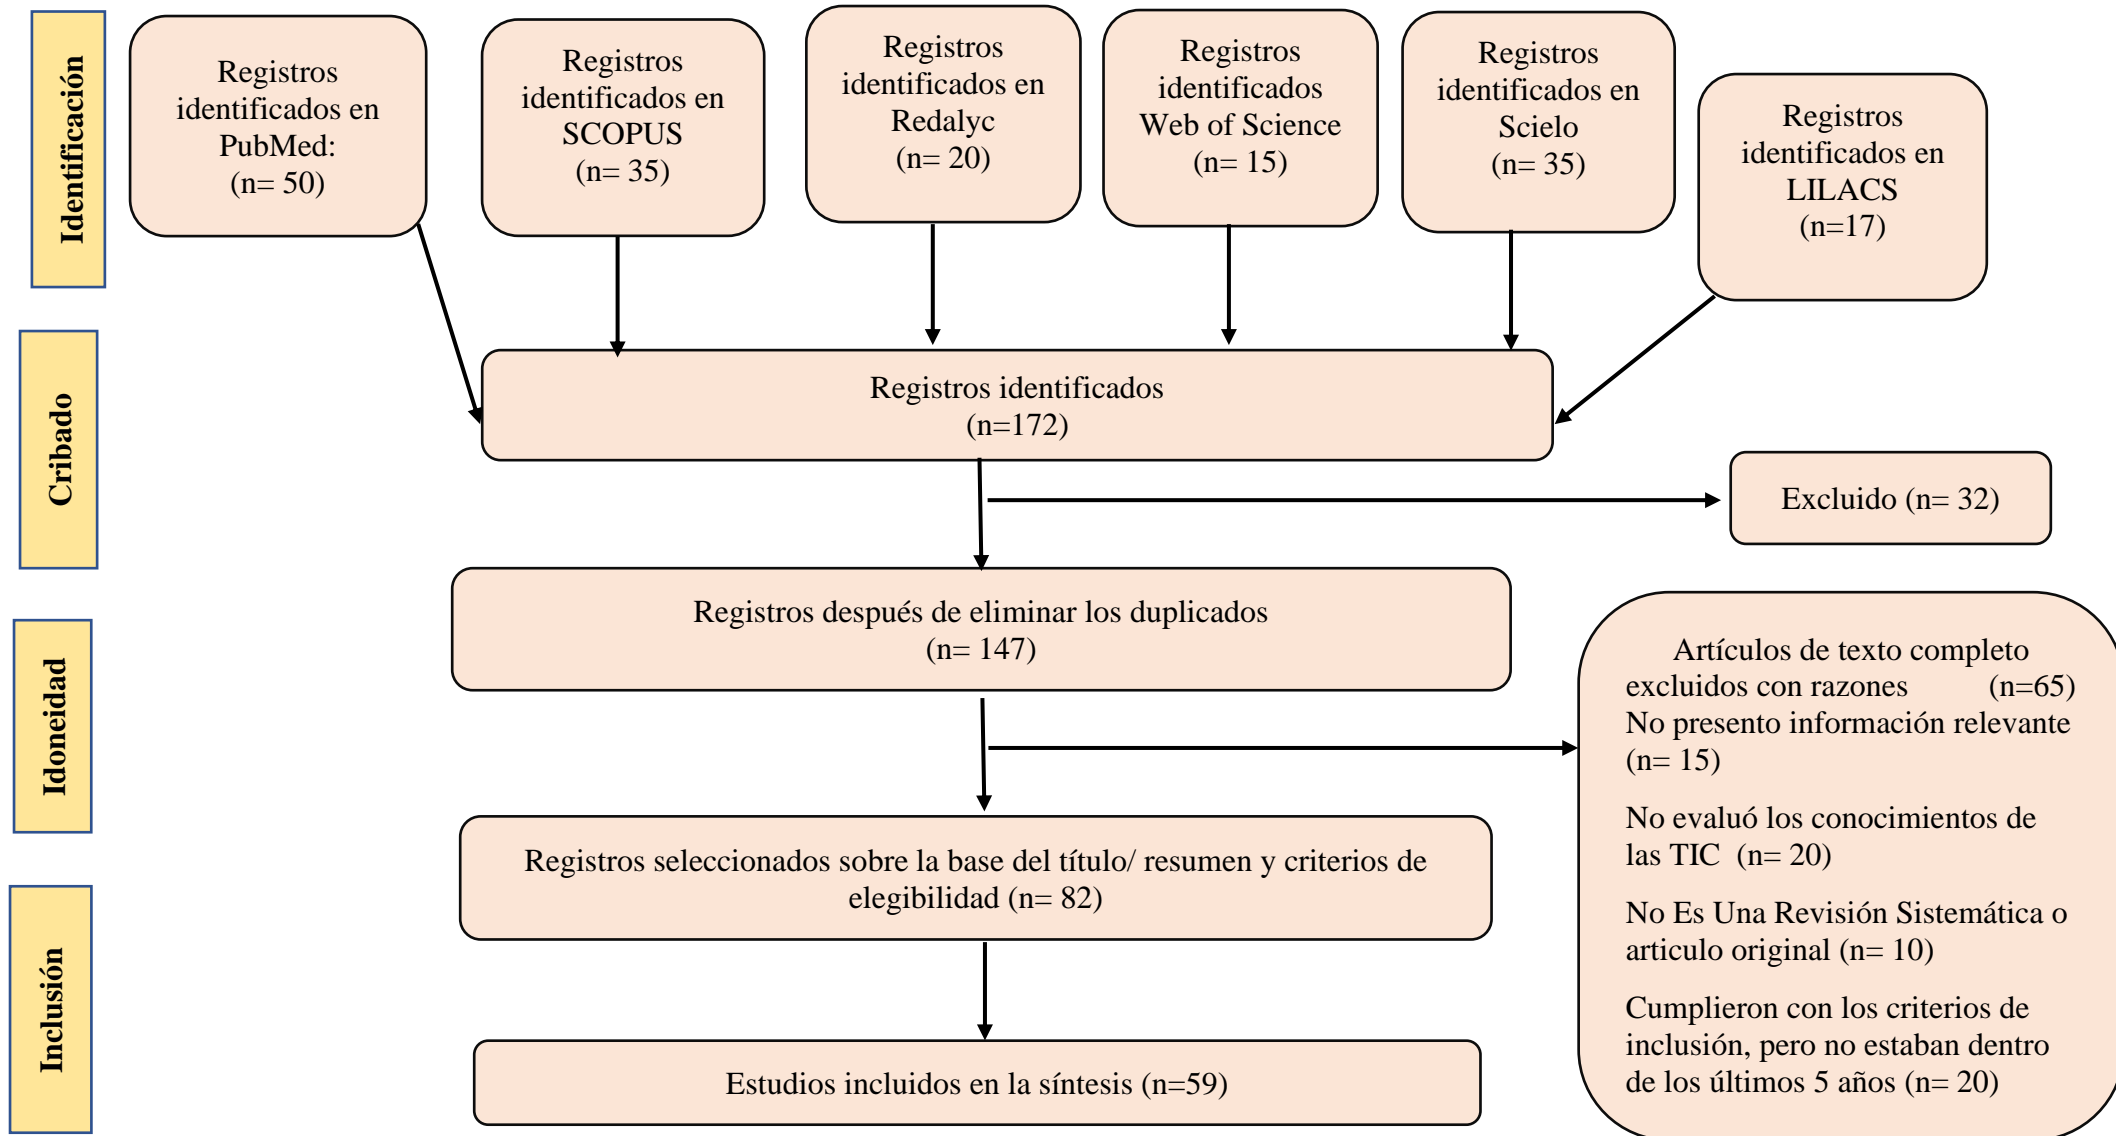 Identificación
Registros
identificados en
PubMed:
(n= 50)
Registros
identificados en
SCOPUS
(n= 35)
Registros
identificados en
Redalyc
(n= 20)
Registros
identificados
Web of Science
(n= 15)
Registros
identificados en
Scielo
(n= 35)
Registros
identificados en
LILACS
(n=17)
Cribado
Registros identificados
(n=172)
Excluido (n= 32)
Registros después de eliminar los duplicados
(n= 147)
Idoneidad
Artículos de texto completo
excluidos con razones (n=65)
No presento información relevante
(n= 15)
No evaluó los conocimientos de
las TIC (n= 20)
No Es Una Revisión Sistemática o
articulo original (n= 10)
Cumplieron con los criterios de
inclusión, pero no estaban dentro
de los últimos 5 años (n= 20)
Registros seleccionados sobre la base del título/ resumen y criterios de
elegibilidad (n= 82)
Inclusión
Estudios incluidos en la síntesis (n=59)